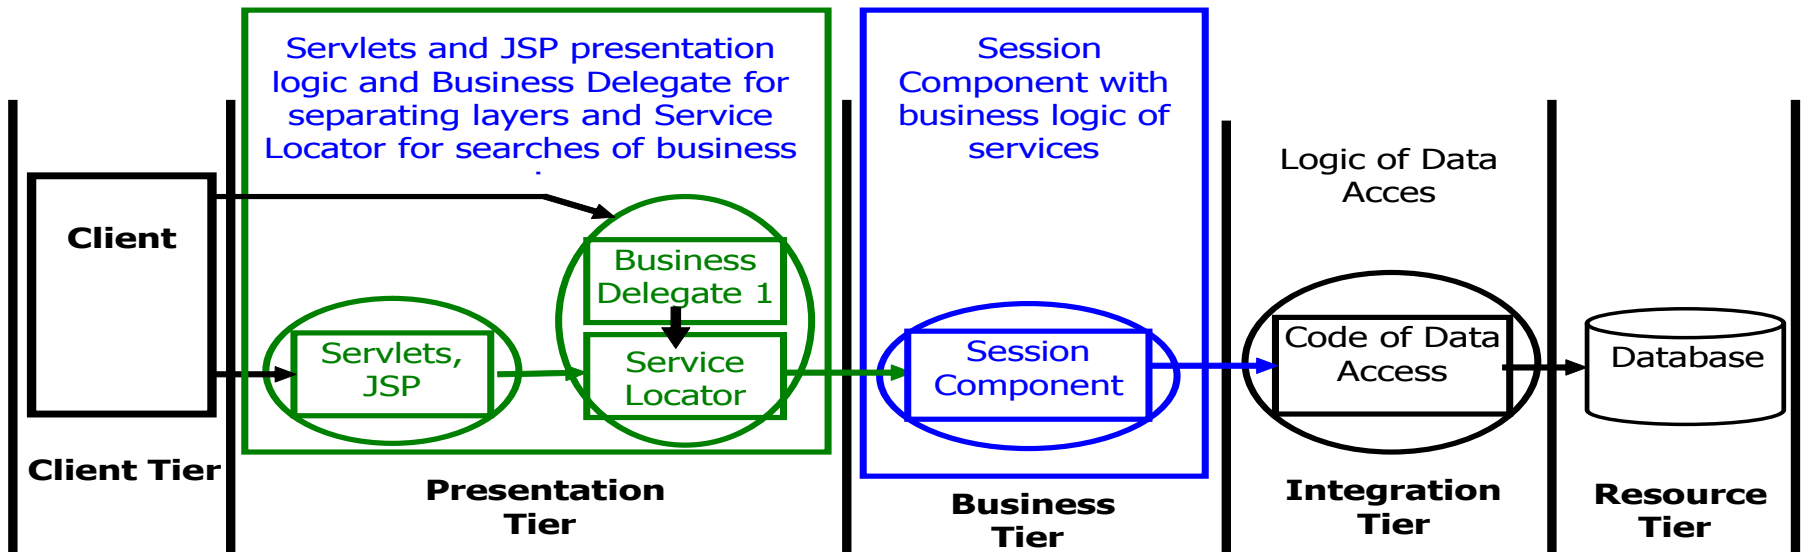 Servlets and JSP presentation
logic and Business Delegate for
separating layers and Service
Locator for searches of business
Session
Component with
business logic of
services
Logic of Data
Acces
Client
Business
Delegate 1
Servlets,
JSP
Service
Locator
Session
Component
Code of Data
Access
Database
Client Tier
Presentation
Tier
Business
Tier
Integration
Tier
Resource
Tier